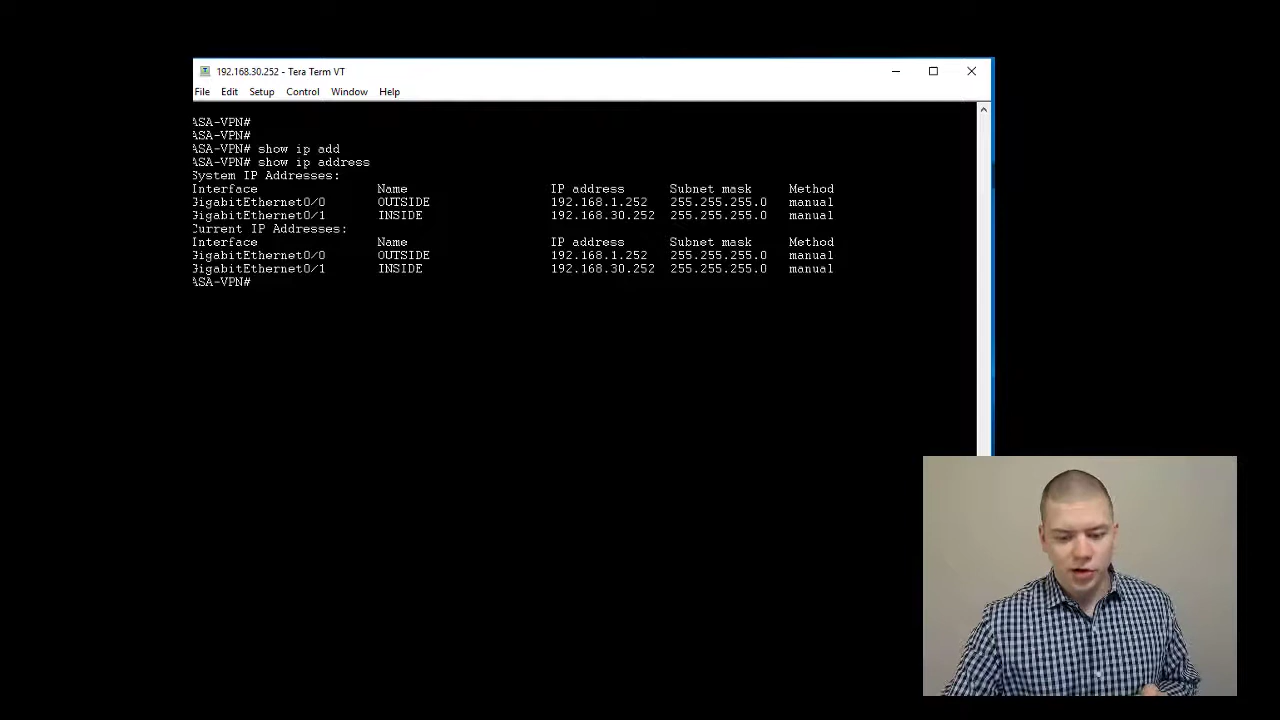 192.168.30.252 - Tera Term VT
File Edit Setup Control Window Help
ASA-VPN#
ASA-VPN#
ASA-VPN# show ip add
ASA-VPN# show ip address
System IP Addresses:
Interface Name IP address Subnet mask Method
GigabitEthernet0/0 OUTSIDE 192.168.1.252 255.255.255.0 manual
GigabitEthernet0/1 INSIDE 192.168.30.252 255.255.255.0 manual
Current IP Addresses:
Interface Name IP address Subnet mask Method
GigabitEthernet0/0 OUTSIDE 192.168.1.252 255.255.255.0 manual
GigabitEthernet0/1 INSIDE 192.168.30.252 255.255.255.0 manual
ASA-VPN#